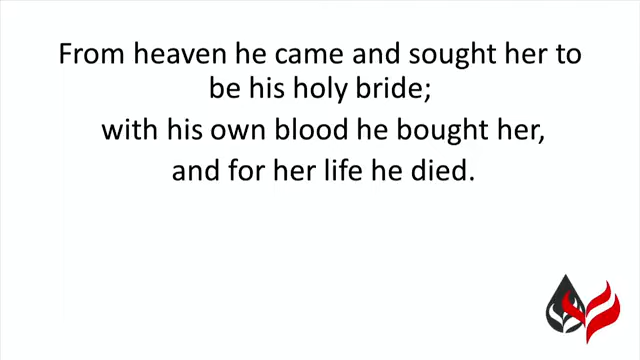 From heaven he came and sought her to
be his holy bride;
with his own blood he bought her,
and for her life he died.